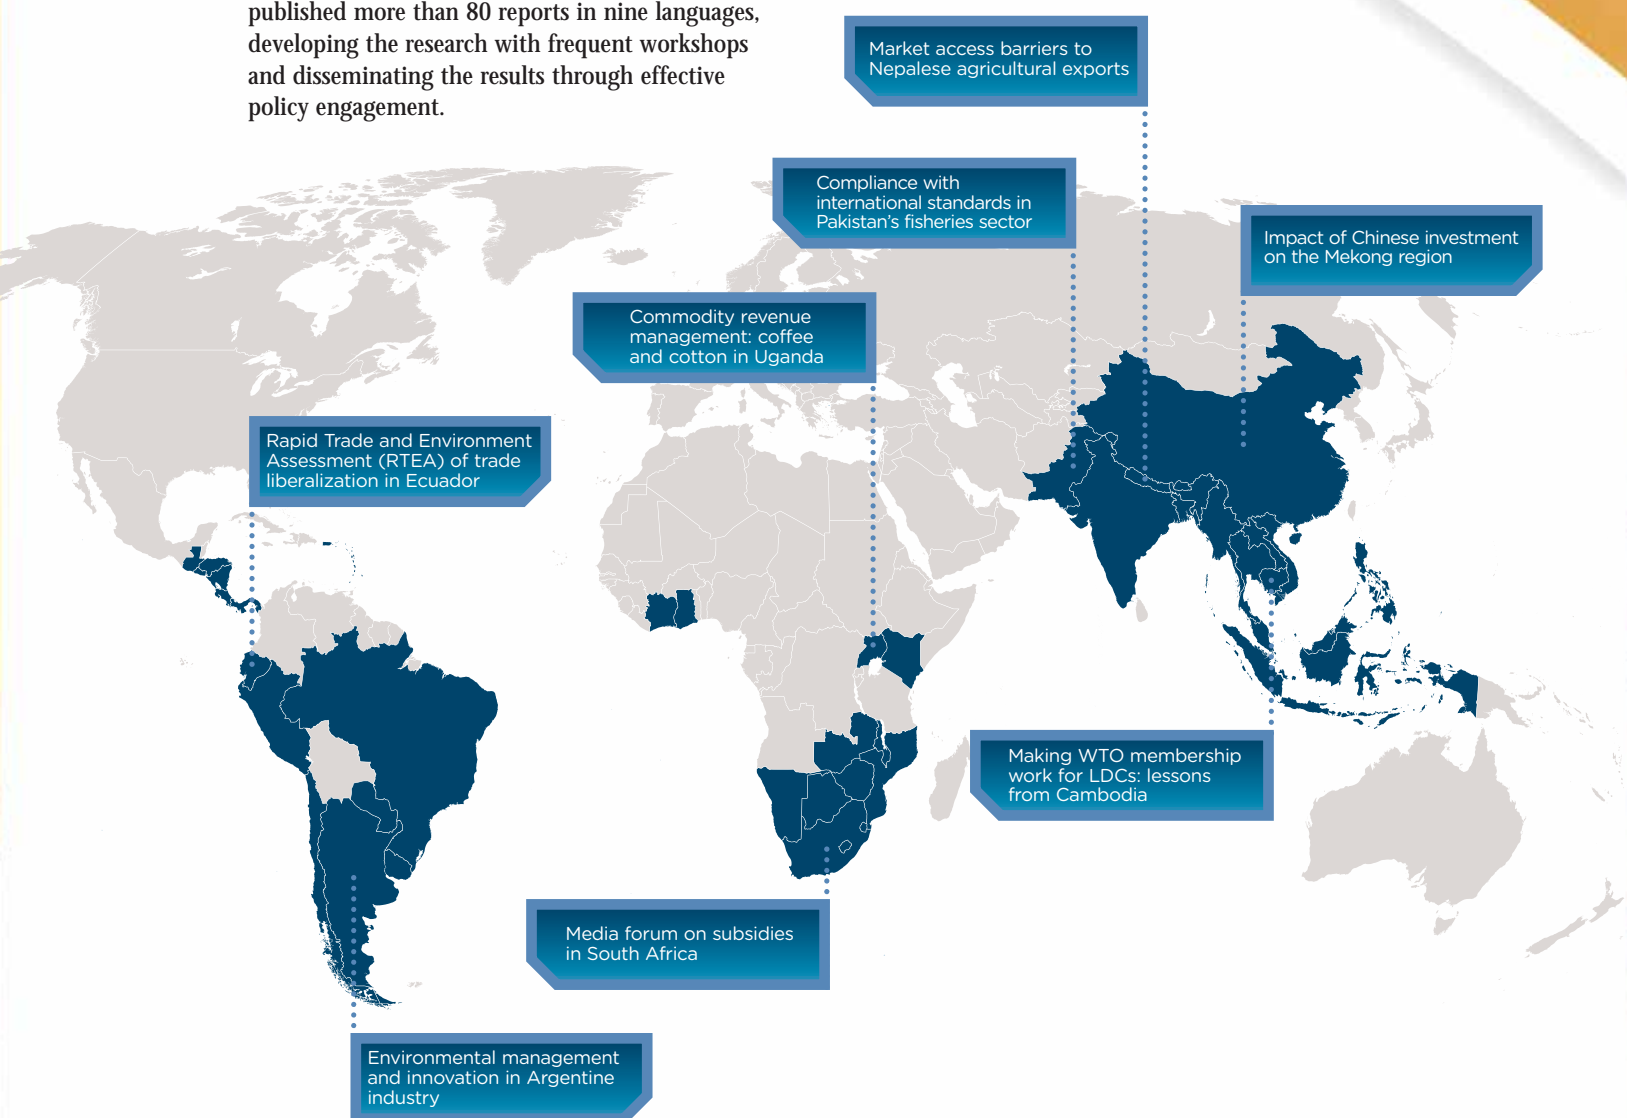 published more than 80 reports in nine languages,
developing the research with frequent workshops
and disseminating the results through effective
policy engagement.
Market access barriers to
Nepalese agricultural exports
Compliance with
international standards in
Pakistan's fisheries sector
Impact of Chinese investment
on the Mekong region
Commodity revenue
management: coffee
and cotton in Uganda
Rapid Trade and Environment
Assessment (RTEA) of trade
liberalization in Ecuador
Making WTO membership
work for LDCs: lessons
from Cambodia
Media forum on subsidies
in South Africa
Environmental management
and innovation in Argentine
industry